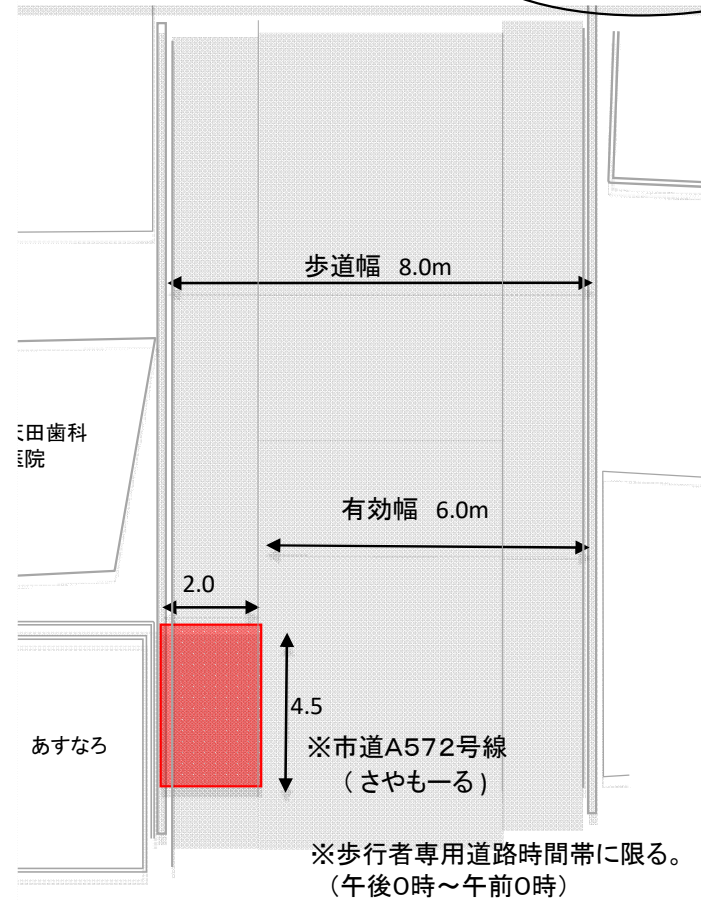 歩道幅 8.0m
田歯科
院
有効幅 6.0m
2.0
4.5
あすなろ
※市道A572号線
(さやもーる)
※歩行者専用道路時間帯に限る。
(午後0時～午前0時)